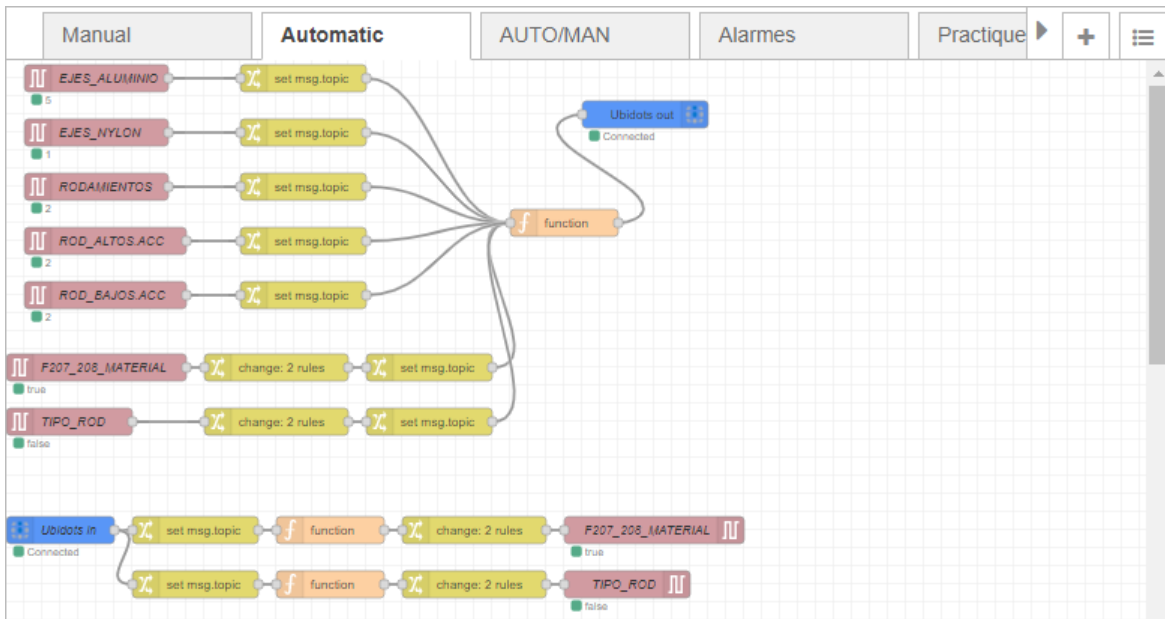 Manual Automatic AUTO/MAN Alarmes Practique
EJES_ALUMINIO set msg.topic
5
Ubidots out
Connected
EJES_NYLON set msg.topic
1
RODAMIENTOS set msg.topic
2
function
ROD_ALTOS.ACC set msg.topic
2
ROD_BAJOS.ACC set msg.topic
2
F207_208_MATERIAL change: 2 rules set msg.topic
true
TIPO_ROD change: 2 rules set msg.topic
false
Ubidots in set msg.topic function change: 2 rules F207_208_MATERIAL
Connected true
set msg.topic function change: 2 rules TIPO_ROD
false